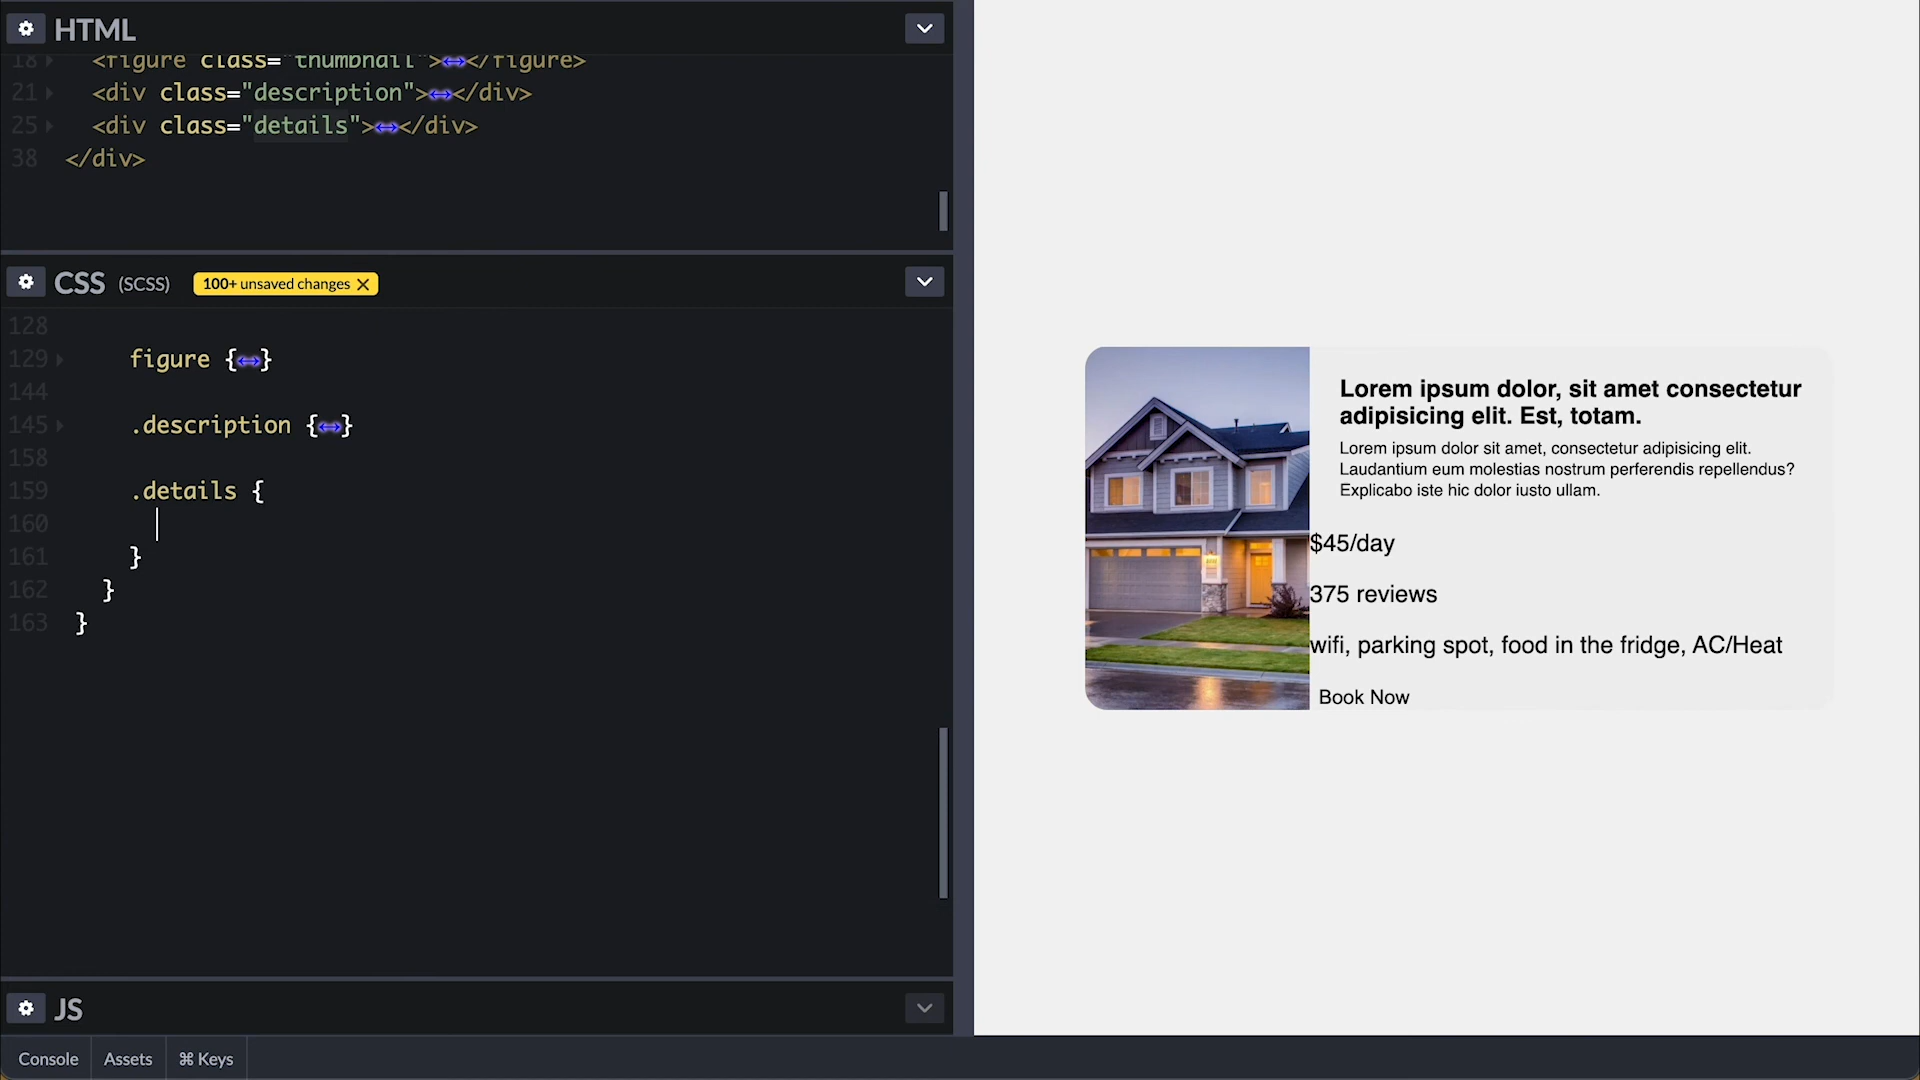 HTML
18 <figure class="thumbnail"></figure>
21 <div class="description"></div>
25 <div class="details"></div>
38 </div>
CSS (SCSS) 100+ unsaved changes
128
129 figure {}
144
145 .description {}
158
159 .details {
160
161 }
162 }
163 }
JS
Console Assets ⌘ Keys
Lorem ipsum dolor, sit amet consectetur
adipisicing elit. Est, totam.
Lorem ipsum dolor sit amet, consectetur adipisicing elit.
Laudantium eum molestias nostrum perferendis repellendus?
Explicabo iste hic dolor iusto ullam.
$45/day
375 reviews
wifi, parking spot, food in the fridge, AC/Heat
Book Now